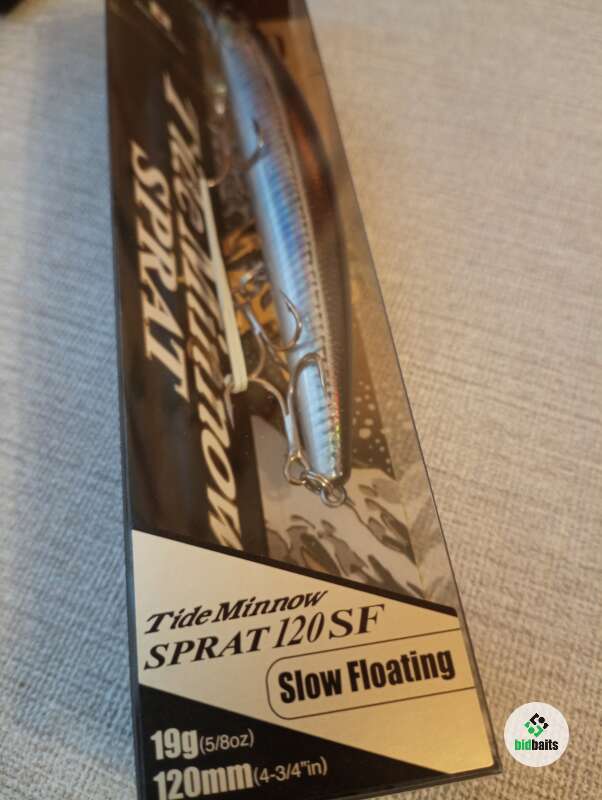 Tide Minnow
SPRAT
Tide Minnow
SPRAT 120 SF
Slow Floating
19g(5/8oz)
120mm(4-3/4"in)
bidbaits